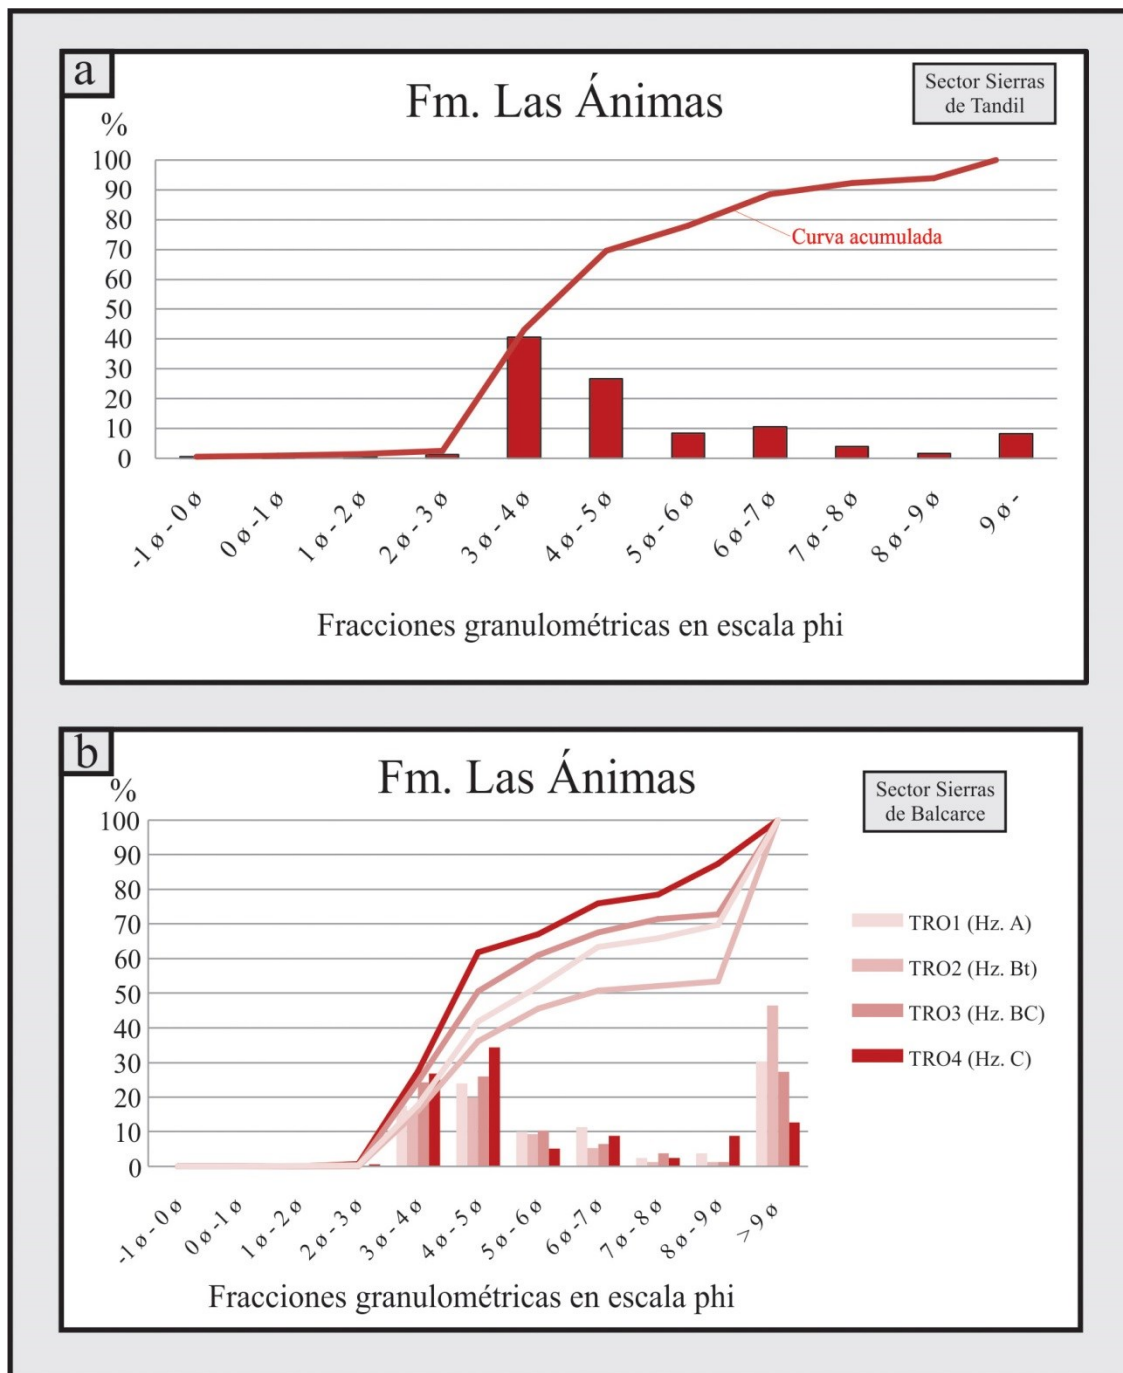 a
Fm. Las Ánimas
Sector Sierras
de Tandil
%
100
90
80
70
60
50
40
30
20
10
0
Curva acumulada
-1ø-0ø
0ø-1ø
1ø-2ø
2ø-3ø
3ø-4ø
4ø-5ø
5ø-6ø
6ø-7ø
7ø-8ø
8ø-9ø
9ø-
Fracciones granulométricas en escala phi
b
Fm. Las Ánimas
Sector Sierras
de Balcarce
%
100
90
80
70
60
50
40
30
20
10
0
TRO1 (Hz. A)
TRO2 (Hz. Bt)
TRO3 (Hz. BC)
TRO4 (Hz. C)
-1ø-0ø
0ø-1ø
1ø-2ø
2ø-3ø
3ø-4ø
4ø-5ø
5ø-6ø
6ø-7ø
7ø-8ø
8ø-9ø
>9ø
Fracciones granulométricas en escala phi